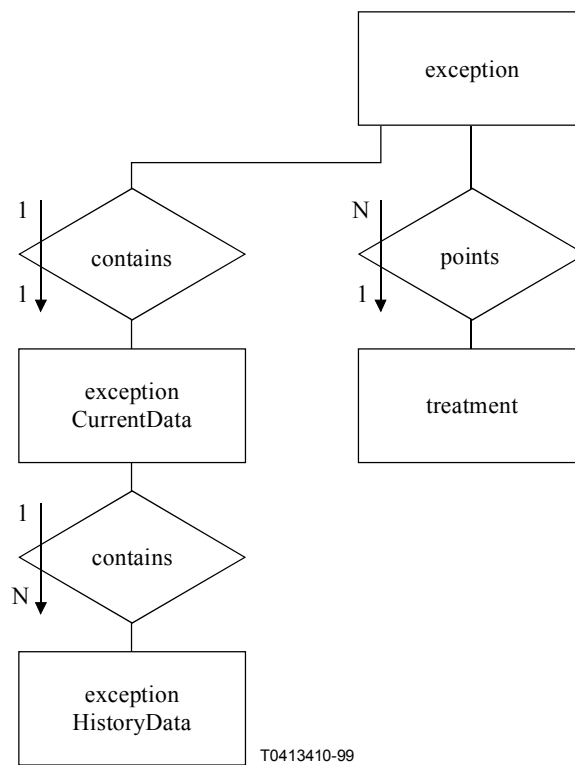 exception
1
N
contains
points
1
1
exception
CurrentData
treatment
1
contains
N
exception
HistoryData
T0413410-99